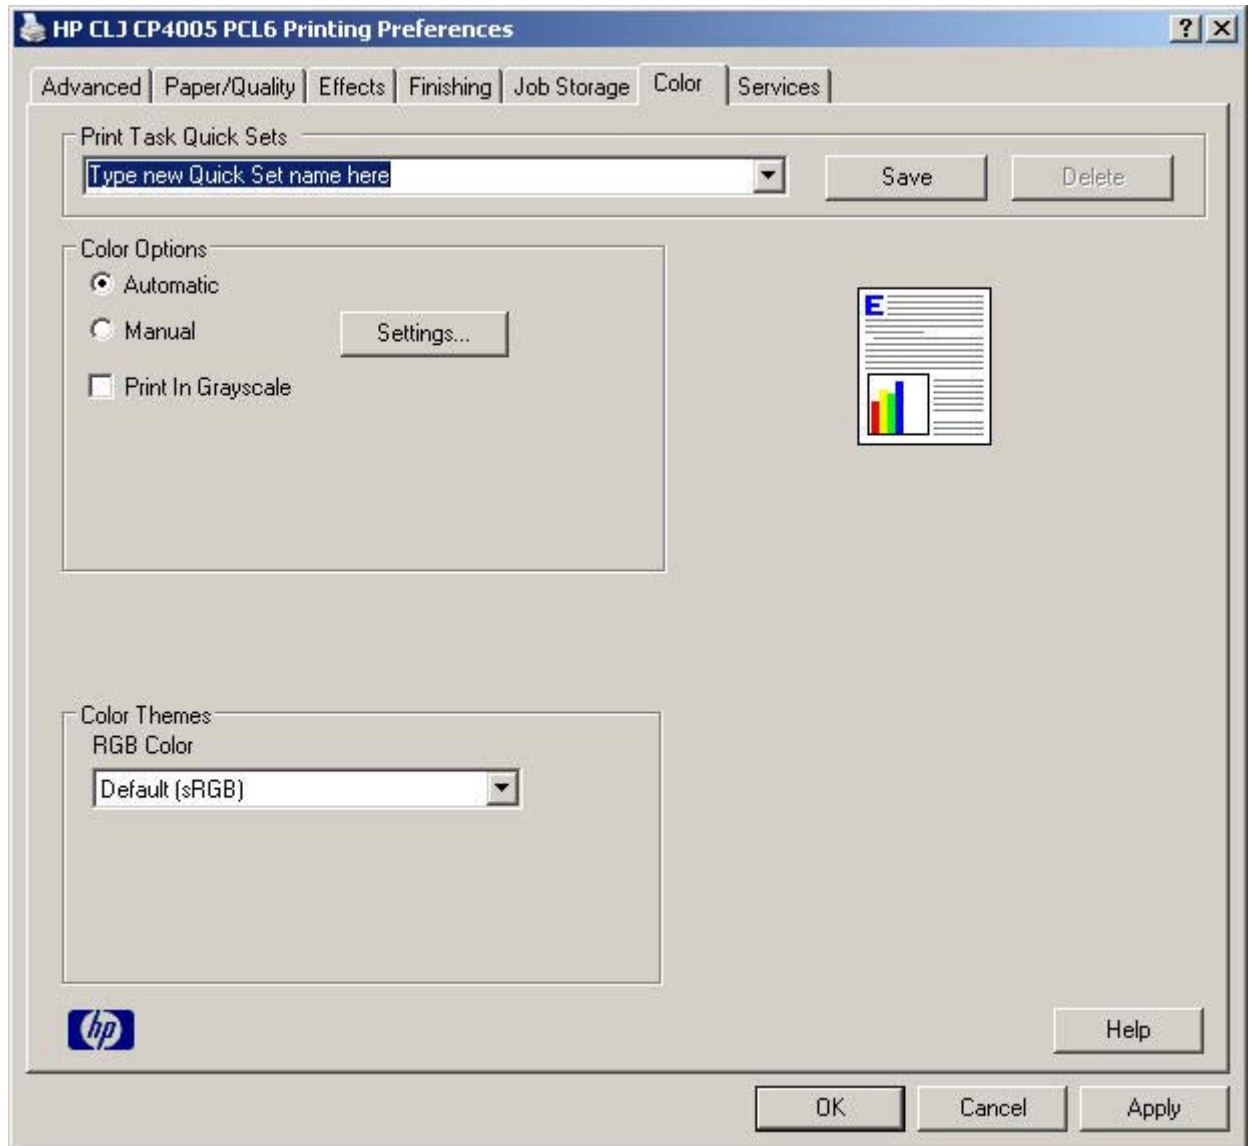 HP CLJ CP4005 PCL6 Printing Preferences
Advanced Paper/Quality Effects Finishing Job Storage Color Services
Print Task Quick Sets
Type new Quick Set name here Save Delete
Color Options
Automatic
Manual Settings...
Print In Grayscale
E
Color Themes
RGB Color
Default (sRGB)
hp
Help
OK Cancel Apply